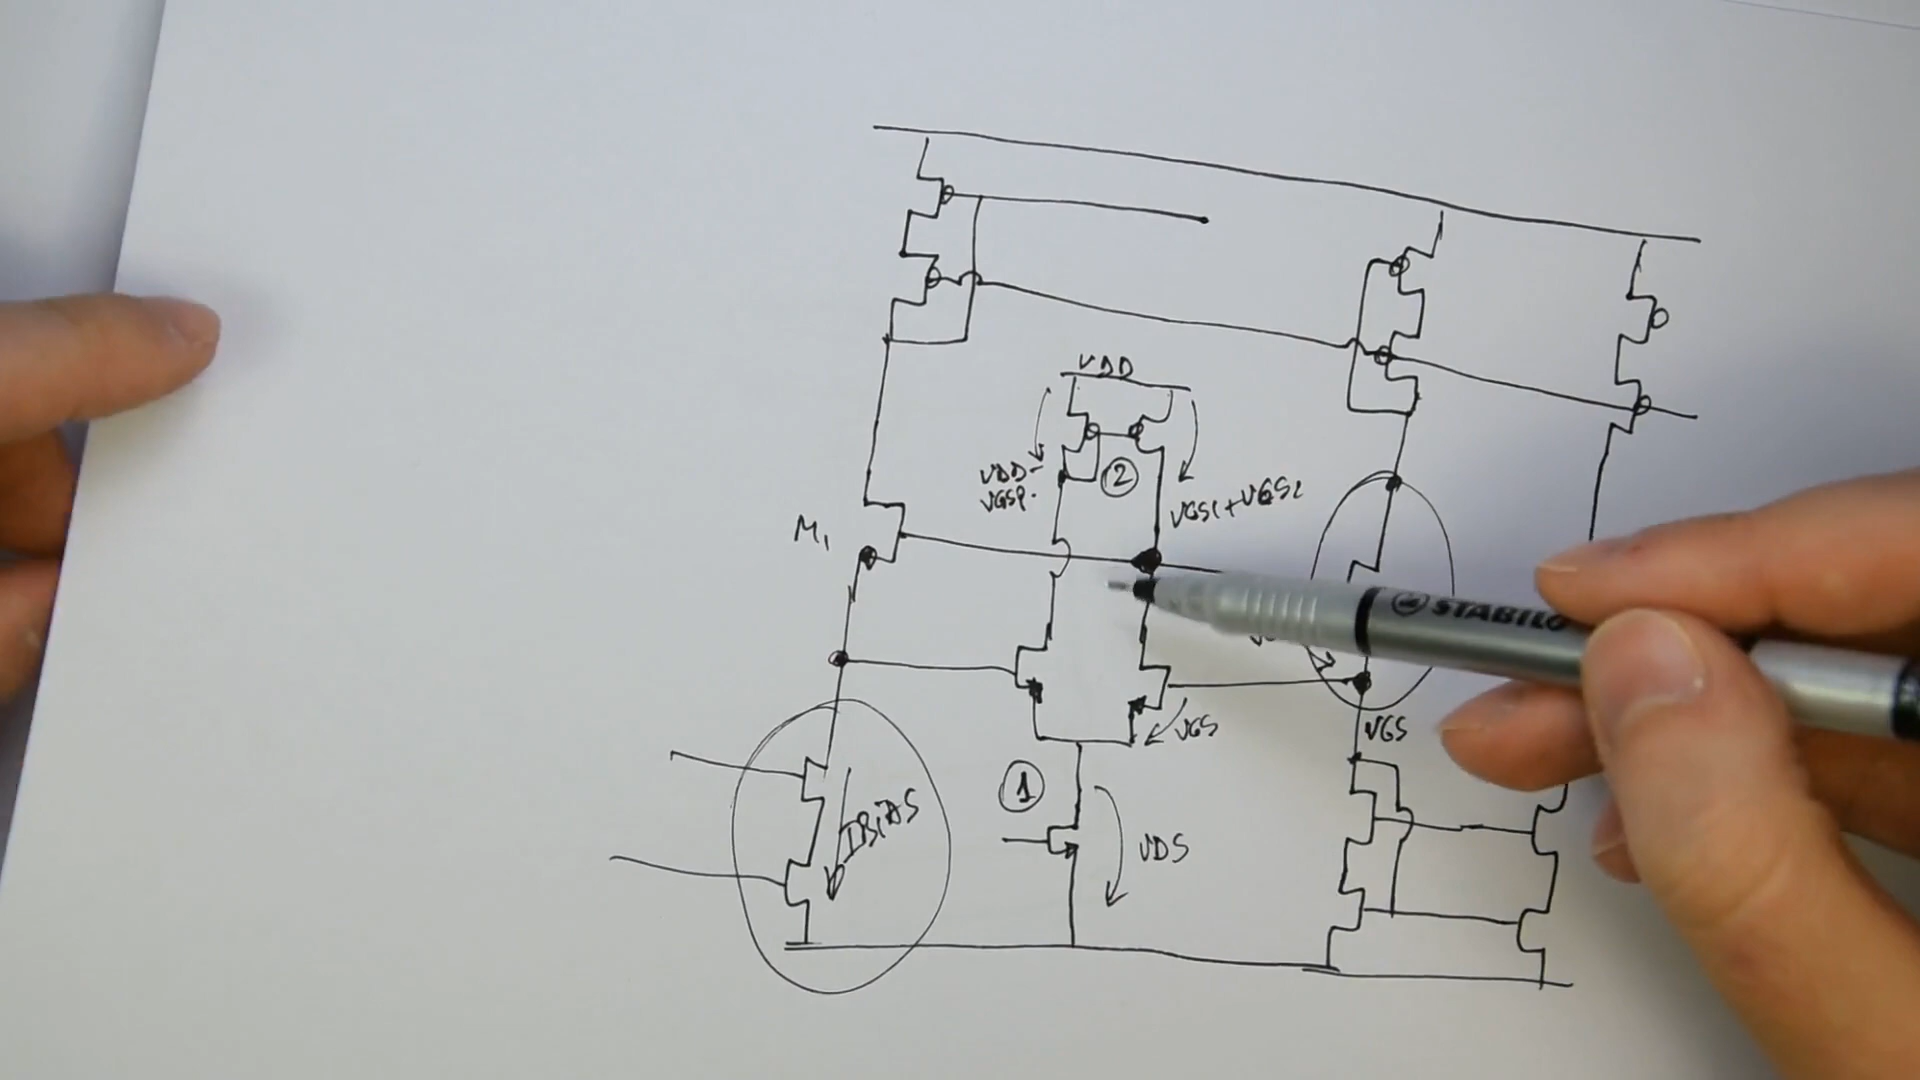 VDD
VDD-
VGSP.
2
VGS1+VGS2
M1
STABILO
VGS
VGS
1
IBIAS
VDS